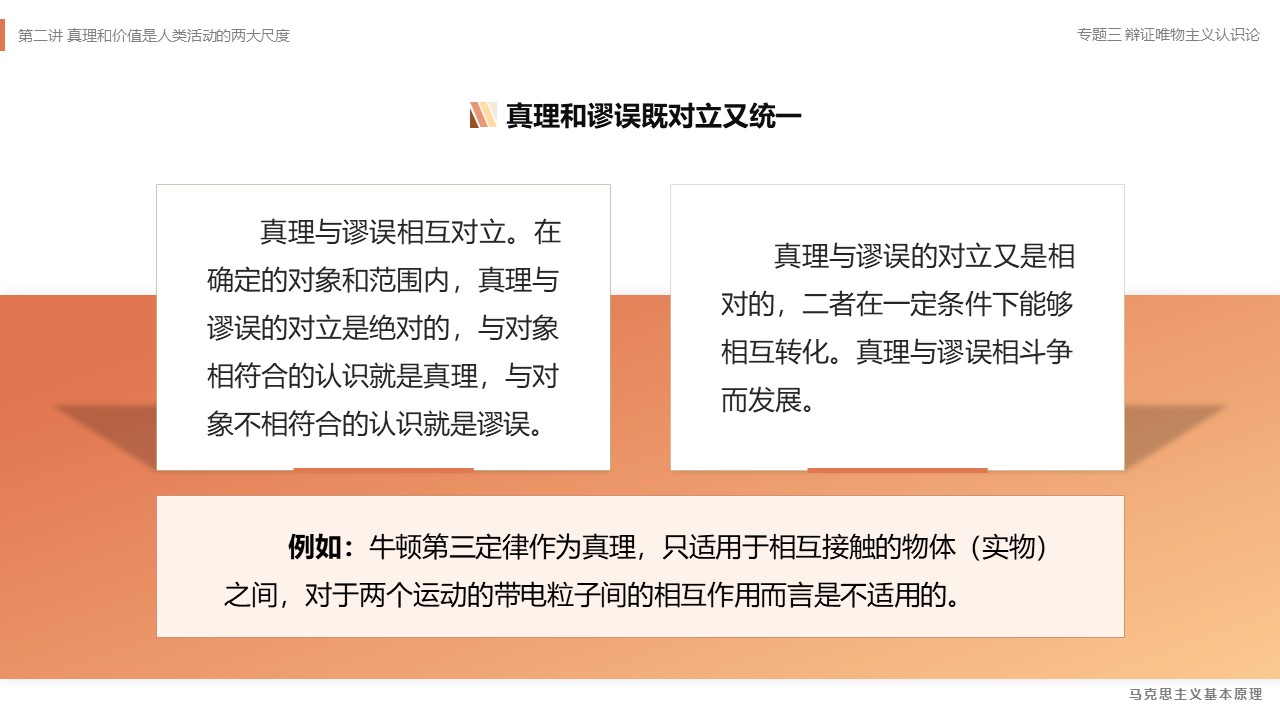 第二讲 真理和价值是人类活动的两大尺度
专题三 辩证唯物主义认识论
真理和谬误既对立又统一
真理与谬误相互对立。在
确定的对象和范围内，真理与
谬误的对立是绝对的，与对象
相符合的认识就是真理，与对
象不相符合的认识就是谬误。
真理与谬误的对立又是相
对的，二者在一定条件下能够
相互转化。真理与谬误相斗争
而发展。
例如：牛顿第三定律作为真理，只适用于相互接触的物体（实物）
之间，对于两个运动的带电粒子间的相互作用而言是不适用的。
马克思主义基本原理